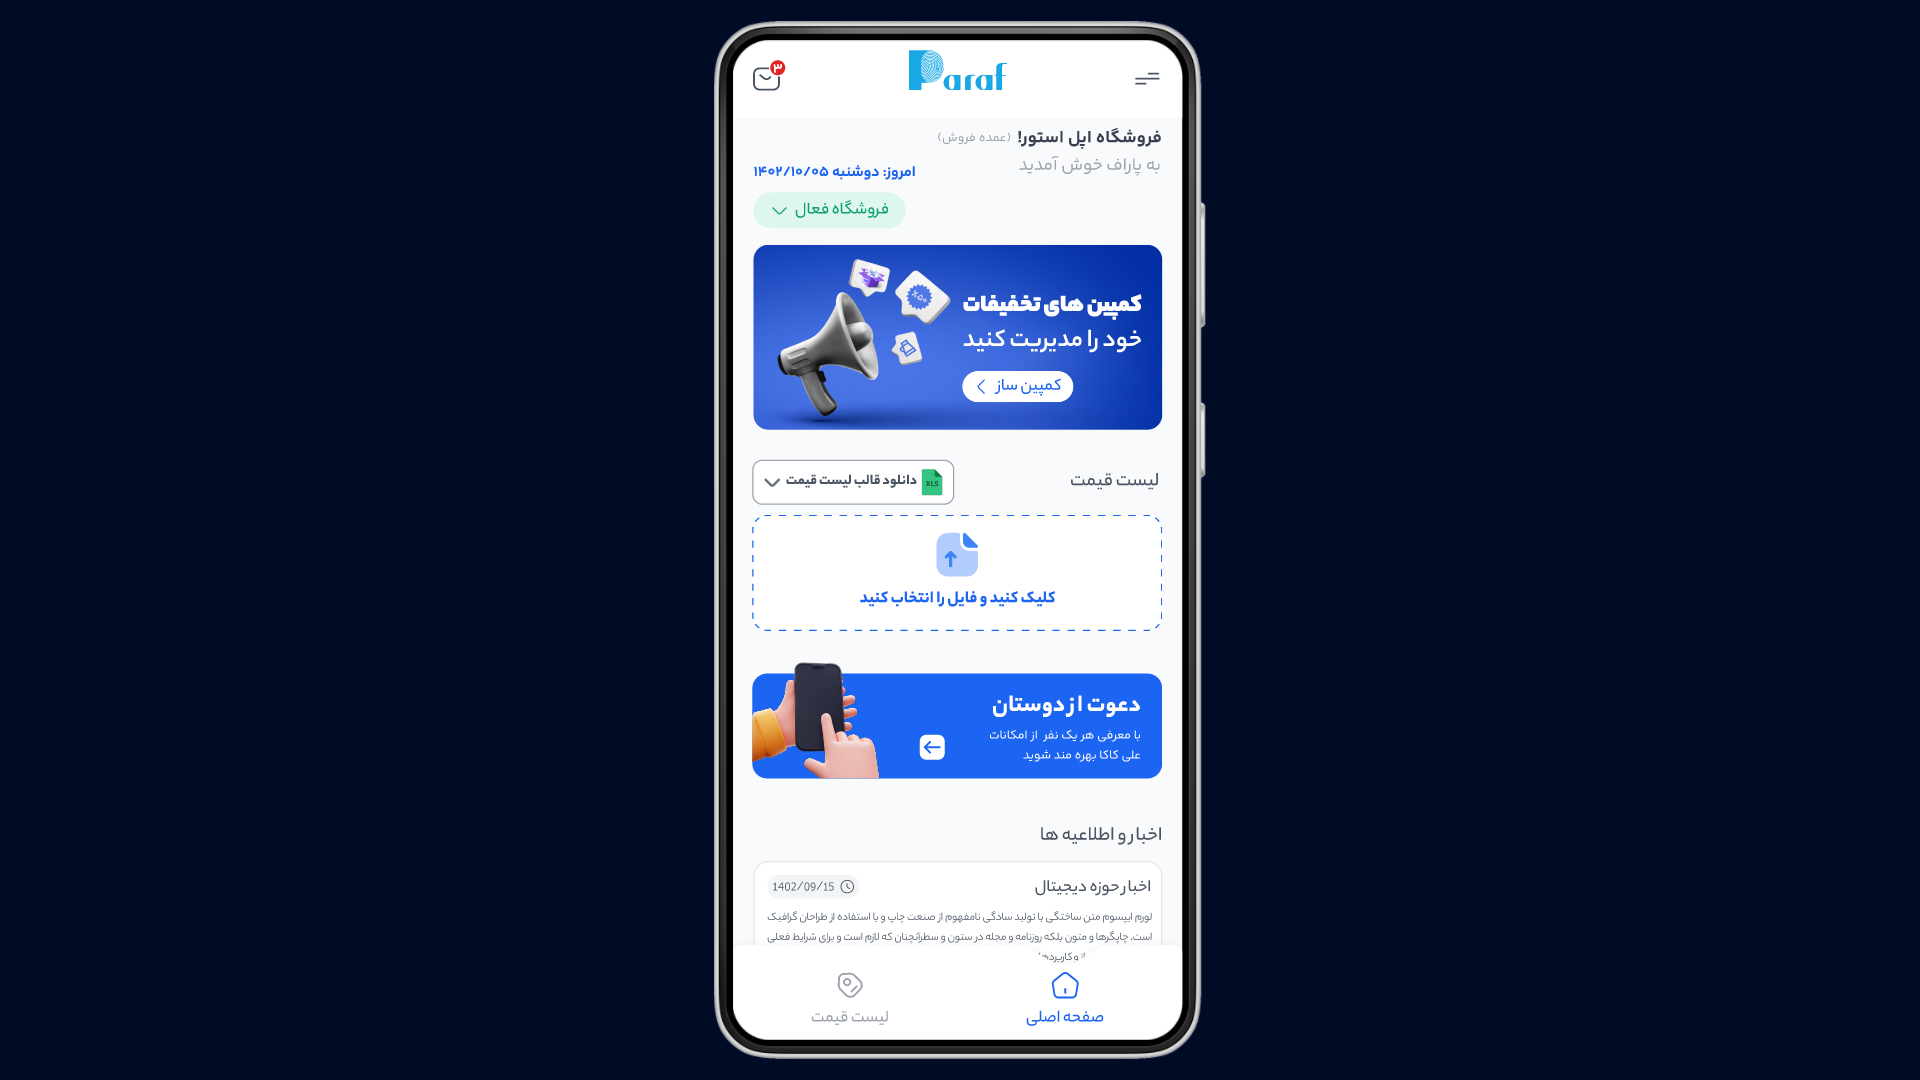 ۳
Paraf
فروشگاه اپل استور! (عمده فروش)
به پاراف خوش آمدید
امروز: دوشنبه ۱۴۰۲/۱۰/۰۵
فروشگاه فعال
کمپین های تخفیفات
خود را مدیریت کنید
کمپین ساز
لیست قیمت
XLS دانلود قالب لیست قیمت
کلیک کنید و فایل را انتخاب کنید
دعوت از دوستان
با معرفی هر یک نفر از امکانات
علی کاکا بهره مند شوید
اخبار و اطلاعیه ها
اخبار حوزه دیجیتال
1402/09/15
لورم ایپسوم متن ساختگی با تولید سادگی نامفهوم از صنعت چاپ و با استفاده از طراحان گرافیک
است. چاپگرها و متون بلکه روزنامه و مجله در ستون و سطرآنچنان که لازم است و برای شرایط فعلی
صفحه اصلی
لیست قیمت